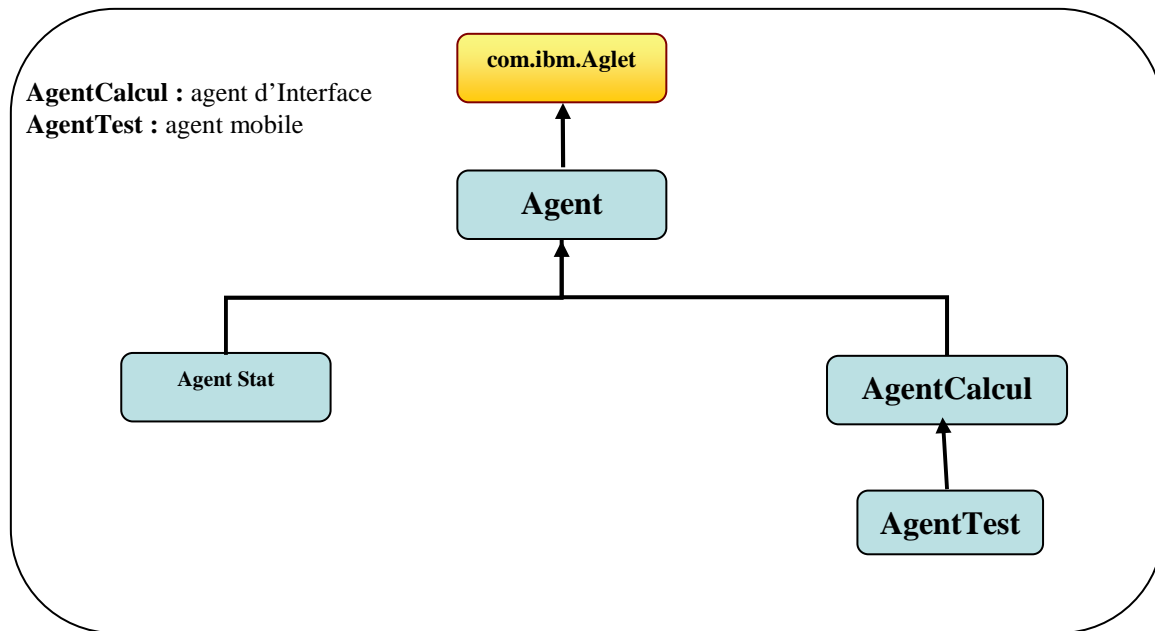 com.ibm.Aglet
AgentCalcul : agent d’Interface
AgentTest : agent mobile
Agent
Agent Stat
AgentCalcul
AgentTest